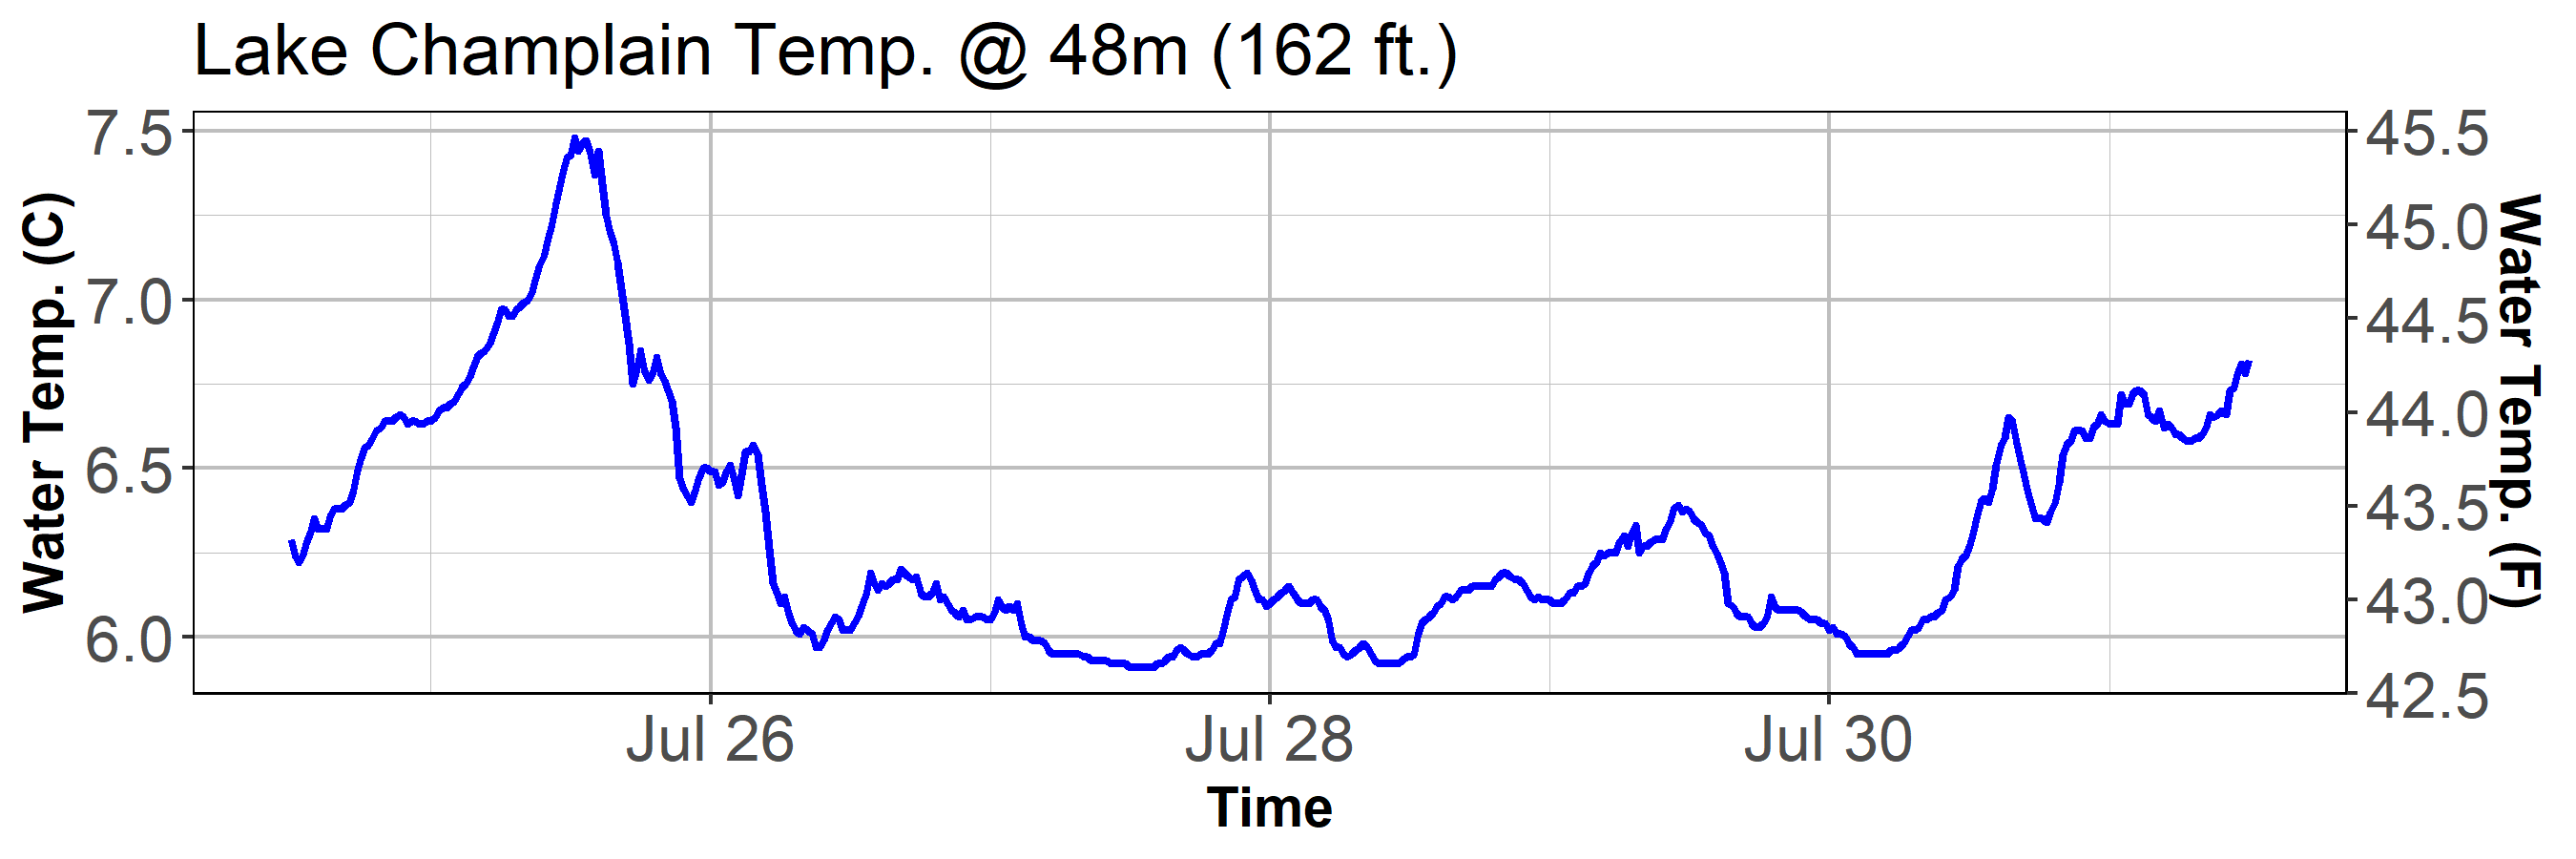 Lake Champlain Temp. @ 48m (162 ft.)
Water Temp. (C)
7.5
7.0
6.5
6.0
45.5
45.0
44.5
44.0
43.5
43.0
42.5
Water Temp. (F)
Jul 26 Jul 28 Jul 30
Time